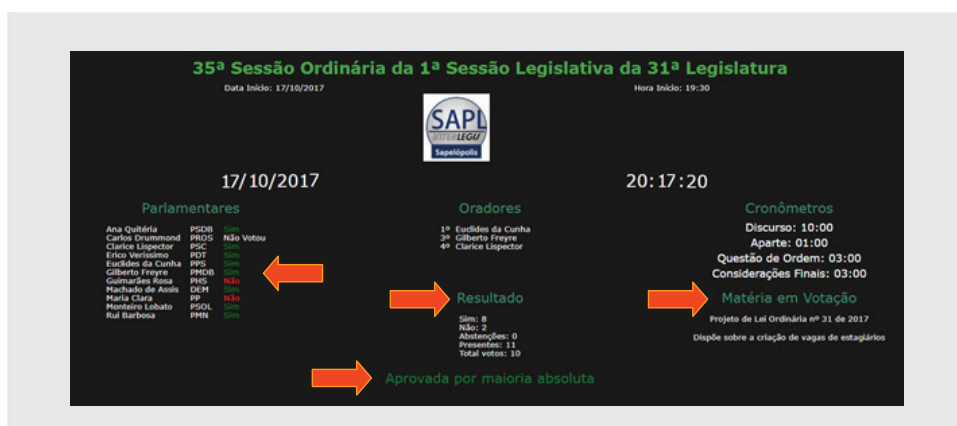 35ª Sessão Ordinária da 1ª Sessão Legislativa da 31ª Legislatura
Data Início: 17/10/2017
Hora Início: 19:30
SAPL
INTERLEGIS
Sapelópolis
17/10/2017
20:17:20
Parlamentares
Ana Quitéria PSDB Sim
Carlos Drummond PROS Não Votou
Clarice Lispector PSC Sim
Erico Verissimo PDT Sim
Euclides da Cunha PPS Sim
Gilberto Freyre PMDB Sim
Guimarães Rosa PHS Não
Machado de Assis DEM Sim
Maria Clara PP Não
Monteiro Lobato PSOL Sim
Rui Barbosa PMN Sim
Oradores
1º Euclides da Cunha
3º Gilberto Freyre
4º Clarice Lispector
Resultado
Sim: 8
Não: 2
Abstenções: 0
Presentes: 11
Total votos: 10
Cronômetros
Discurso: 10:00
Aparte: 01:00
Questão de Ordem: 03:00
Considerações Finais: 03:00
Matéria em Votação
Projeto de Lei Ordinária nº 31 de 2017
Dispõe sobre a criação de vagas de estagiários
Aprovada por maioria absoluta